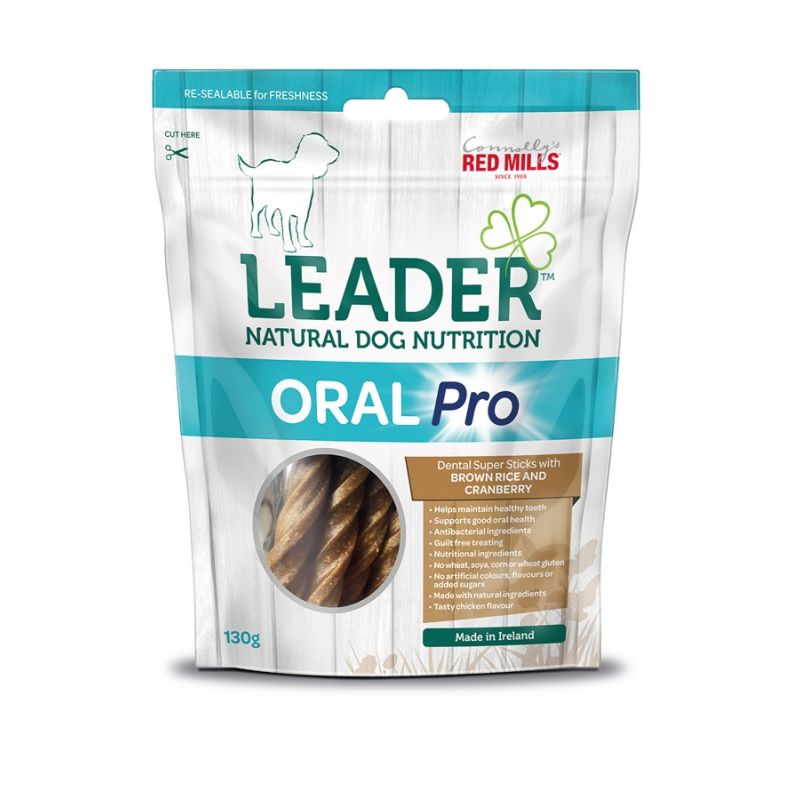 RE-SEALABLE for FRESHNESS
CUT HERE
Connolly's
RED MILLS
SINCE 1908
LEADER™
NATURAL DOG NUTRITION
ORAL Pro
Dental Super Sticks with
BROWN RICE AND
CRANBERRY
• Helps maintain healthy teeth
• Supports good oral health
• Antibacterial ingredients
• Guilt free treating
• Nutritional ingredients
• No wheat, soya, corn or wheat gluten
• No artificial colours, flavours or
added sugars
• Made with natural ingredients
• Tasty chicken flavour
130g
Made in Ireland